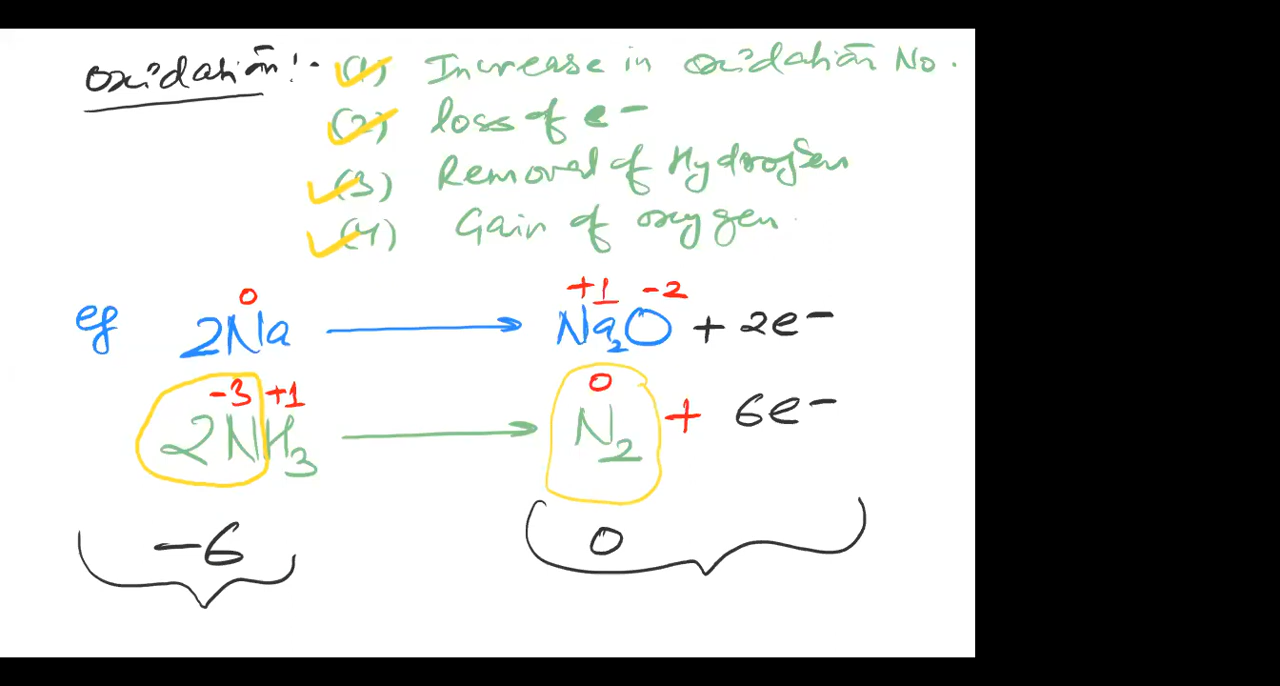 Oxidation :- (1) Increase in oxidation No.
(2) loss of e-
(3) Removal of Hydrogen
(4) Gain of oxygen.
0 +1 -2
eg 2Na → Na₂O + 2e-
-3 +1 0
2NH₃ → N₂ + 6e-
-6 0